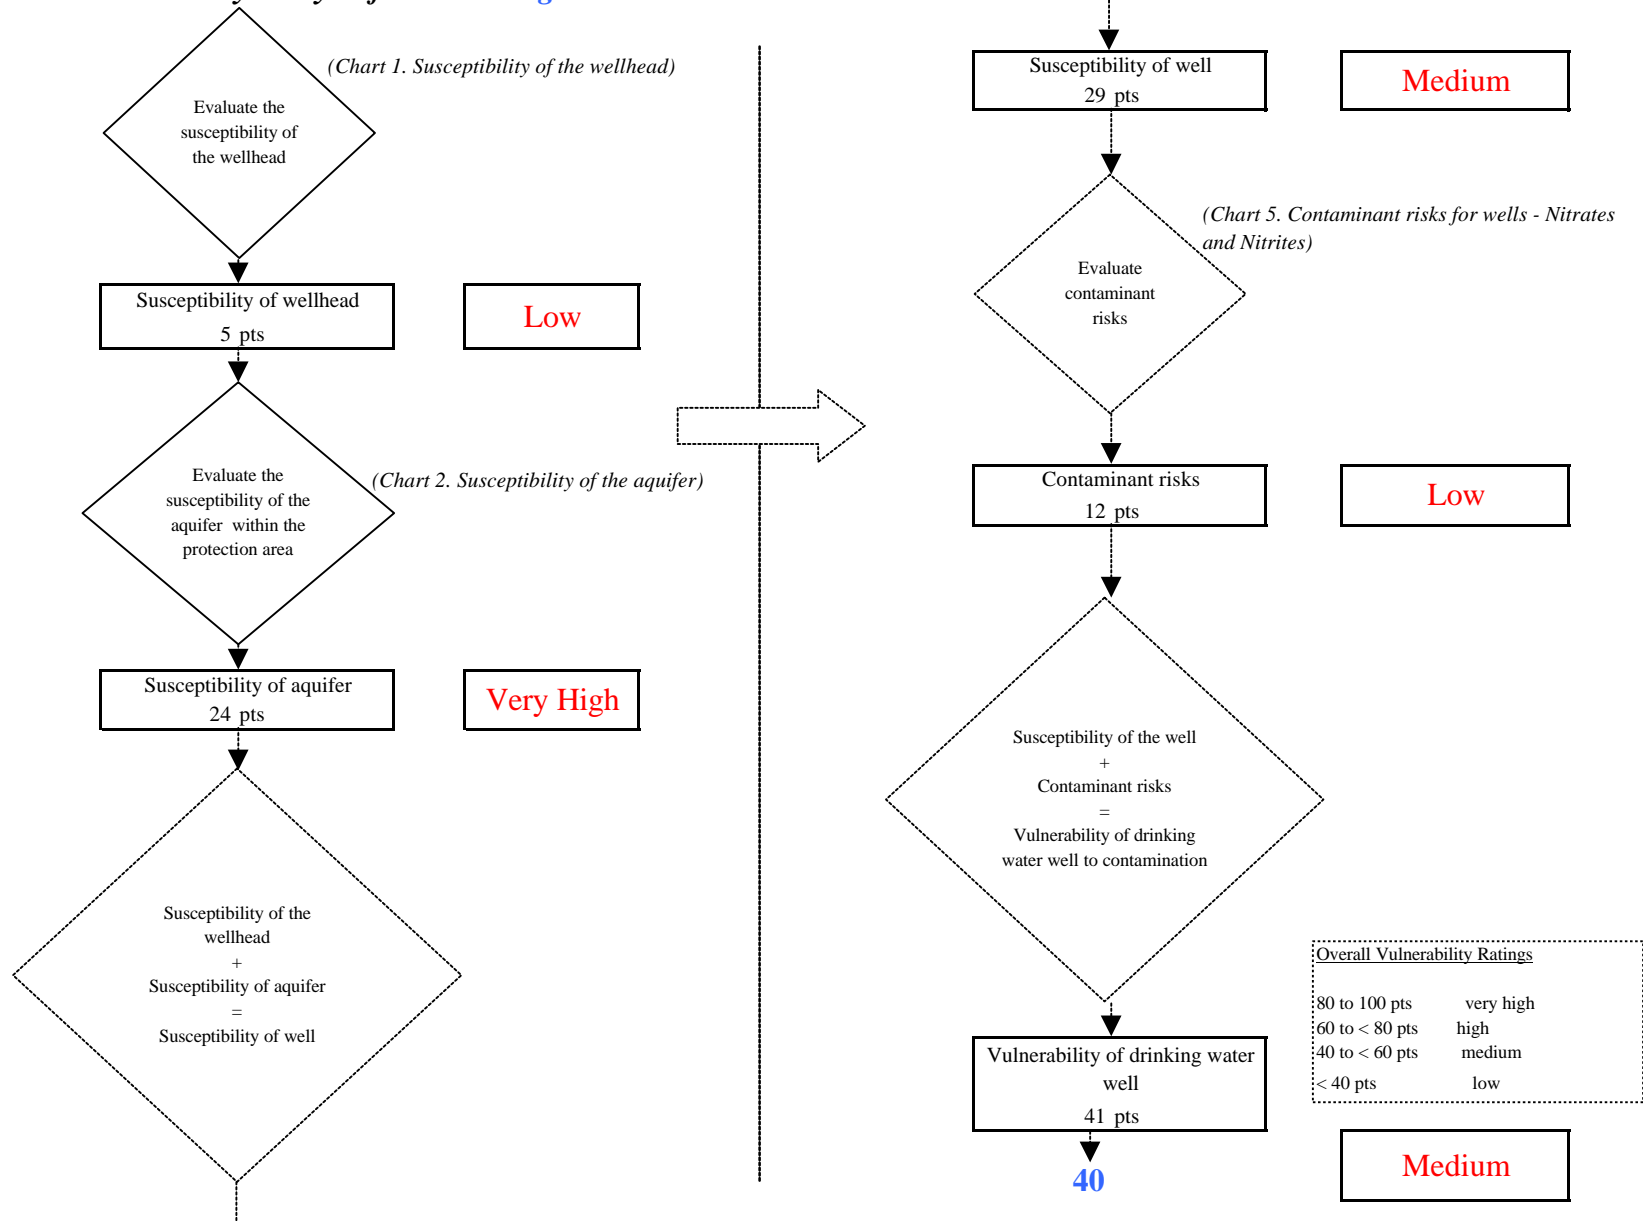 (Chart 1. Susceptibility of the wellhead)
Evaluate the
susceptibility of
the wellhead
Susceptibility of wellhead
5 pts
Low
Evaluate the
susceptibility of the
aquifer within the
protection area
(Chart 2. Susceptibility of the aquifer)
Susceptibility of aquifer
24 pts
Very High
Susceptibility of the
wellhead
+
Susceptibility of aquifer
=
Susceptibility of well
Susceptibility of well
29 pts
Medium
(Chart 5. Contaminant risks for wells - Nitrates
and Nitrites)
Evaluate
contaminant
risks
Contaminant risks
12 pts
Low
Susceptibility of the well
+
Contaminant risks
=
Vulnerability of drinking
water well to contamination
Overall Vulnerability Ratings
80 to 100 pts very high
60 to < 80 pts high
40 to < 60 pts medium
< 40 pts low
Vulnerability of drinking water
well
41 pts
40
Medium